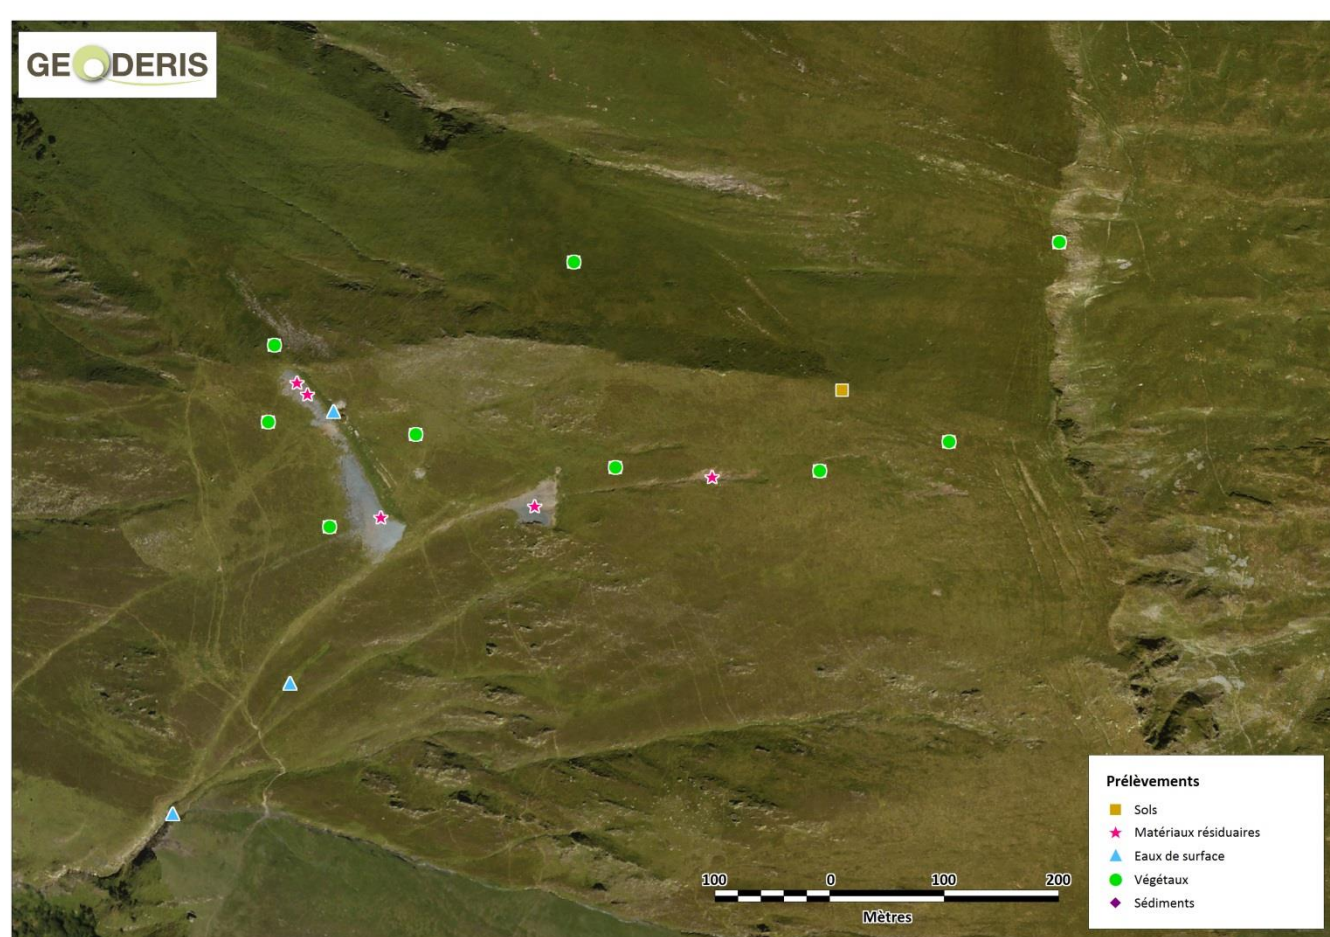 GEODERIS
Prélèvements
Sols
Matériaux résiduaires
Eaux de surface
Végétaux
Sédiments
100 0 100 200
Mètres